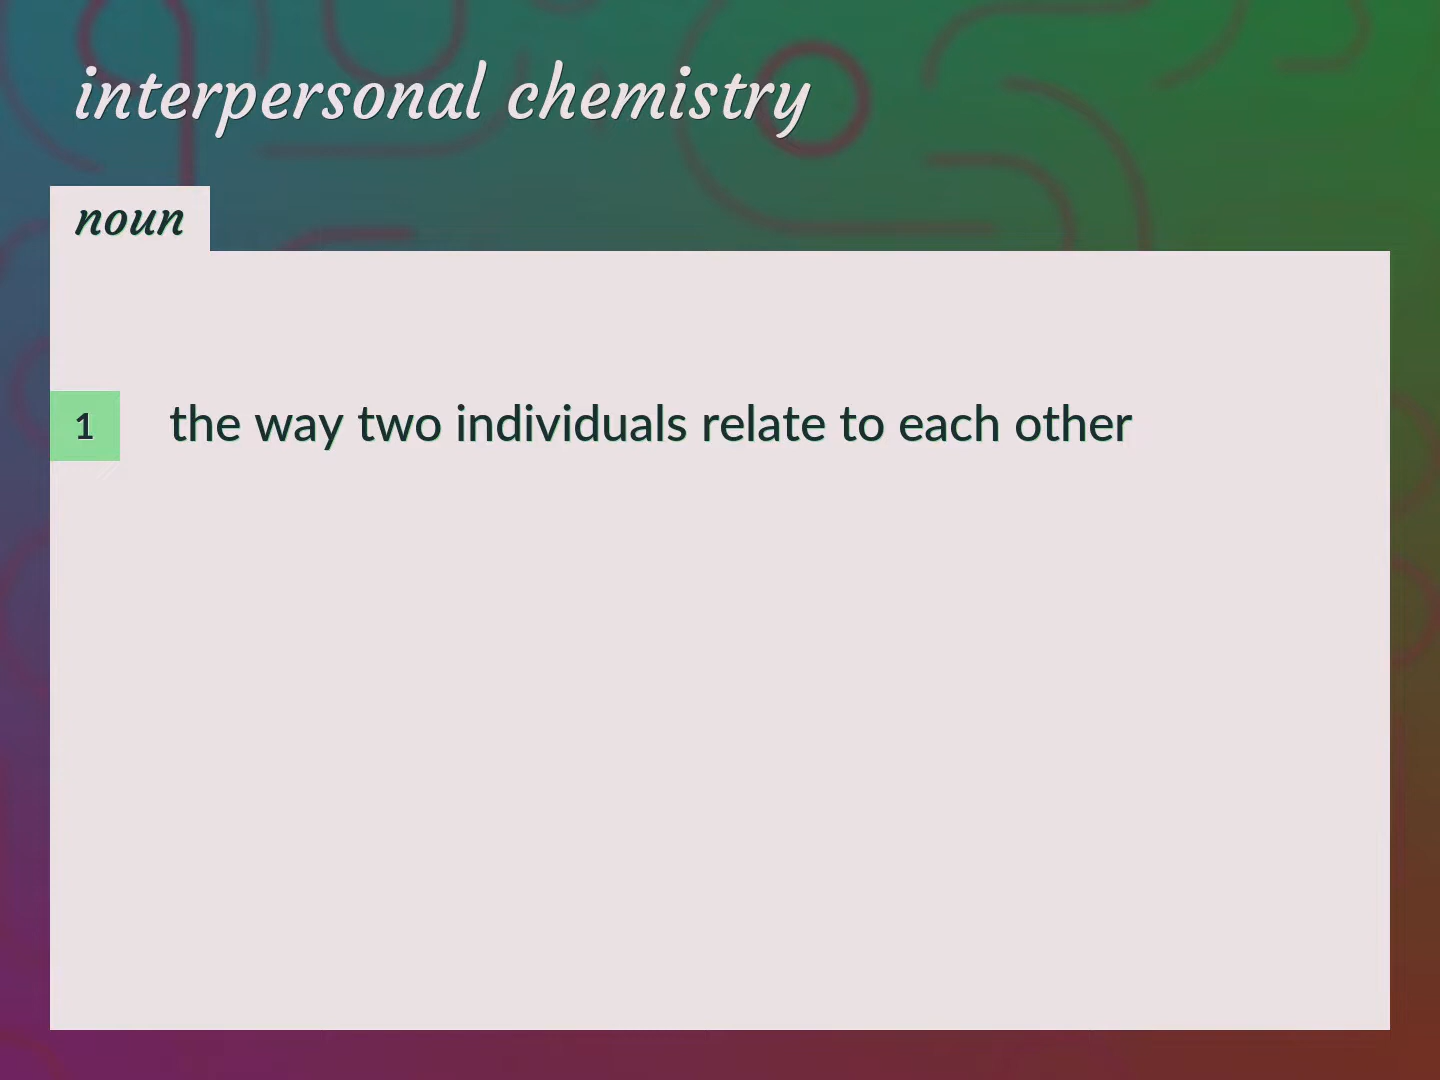 interpersonal chemistry
noun
1 the way two individuals relate to each other